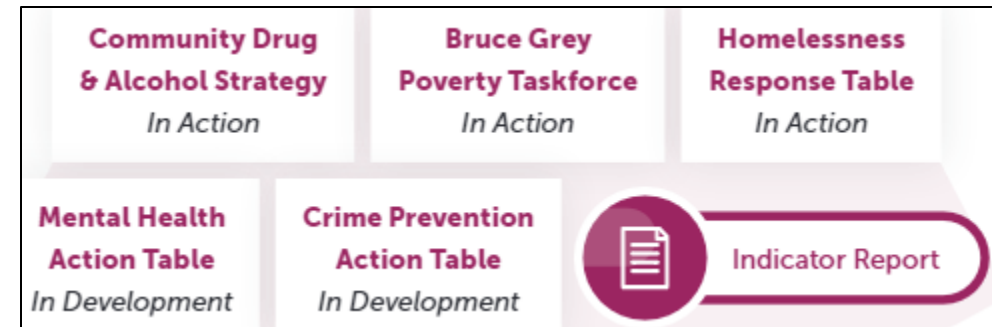 Community Drug
& Alcohol Strategy
In Action
Bruce Grey
Poverty Taskforce
In Action
Homelessness
Response Table
In Action
Mental Health
Action Table
In Development
Crime Prevention
Action Table
In Development
Indicator Report